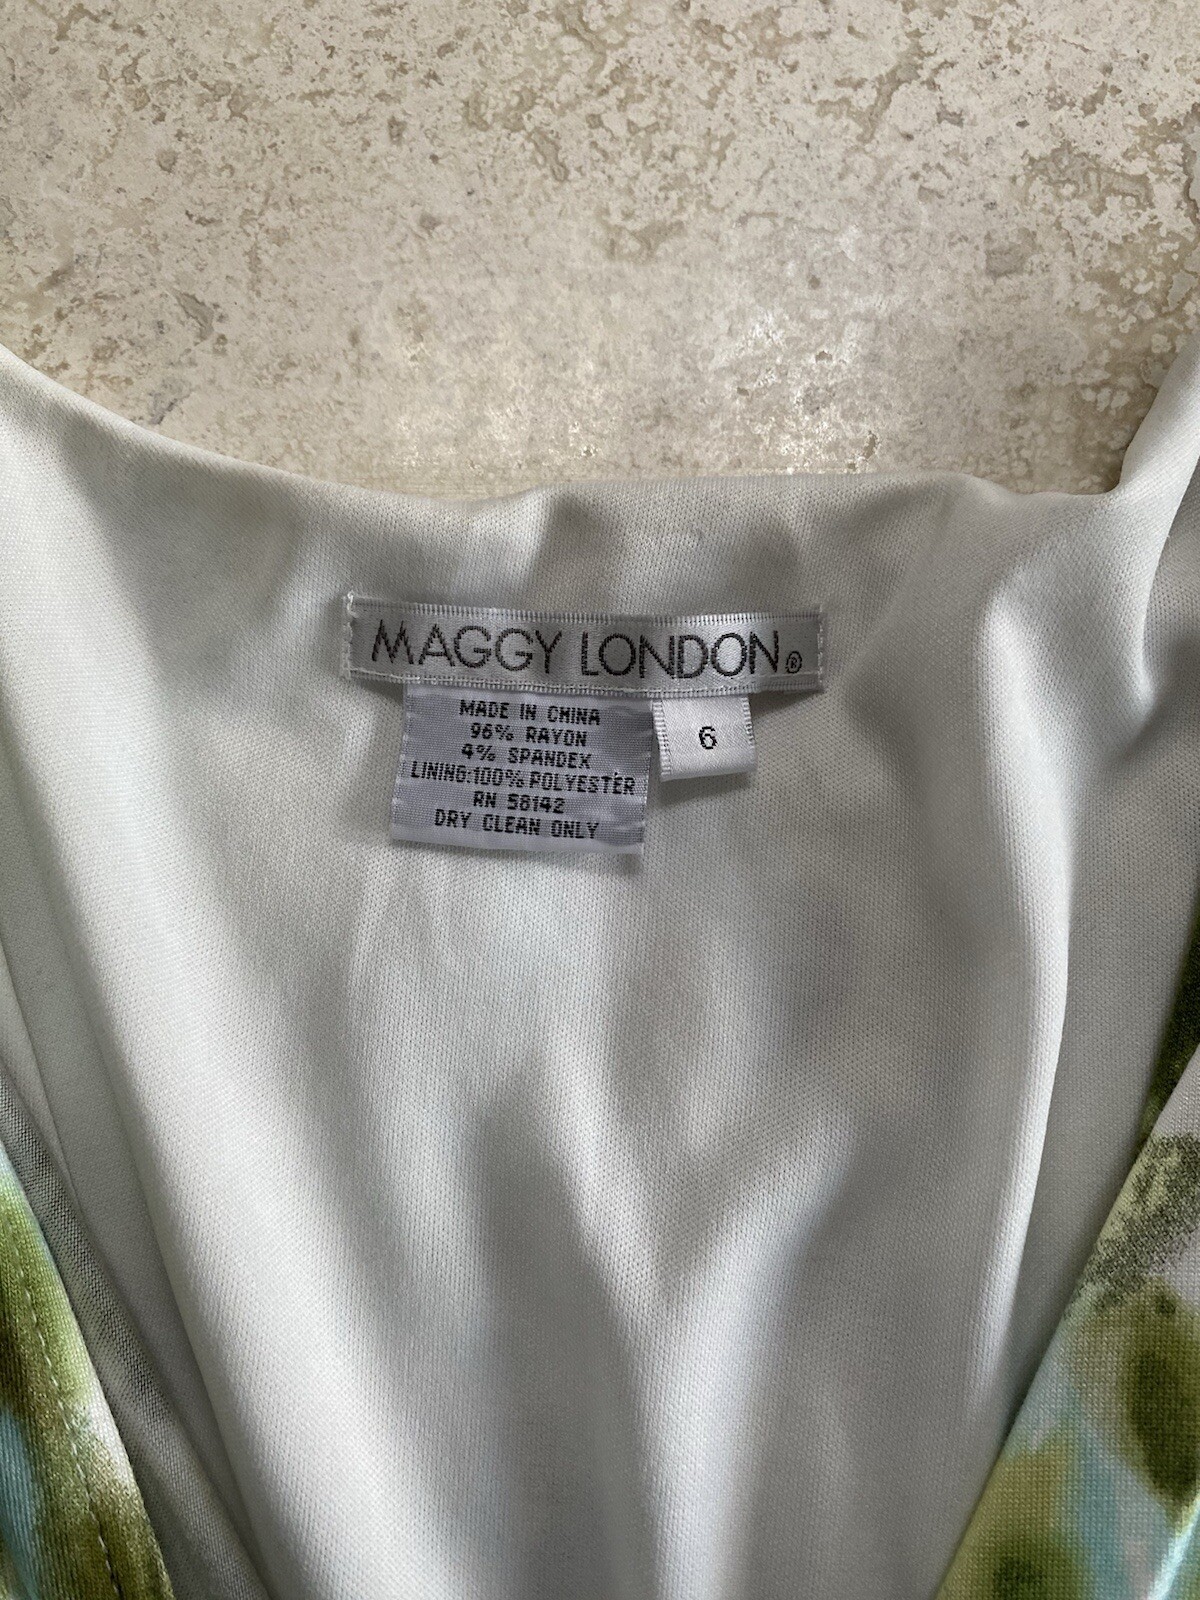 MAGGY LONDON®
MADE IN CHINA
96% RAYON
4% SPANDEX
LINING:100% POLYESTER
RN 58142
DRY CLEAN ONLY
6